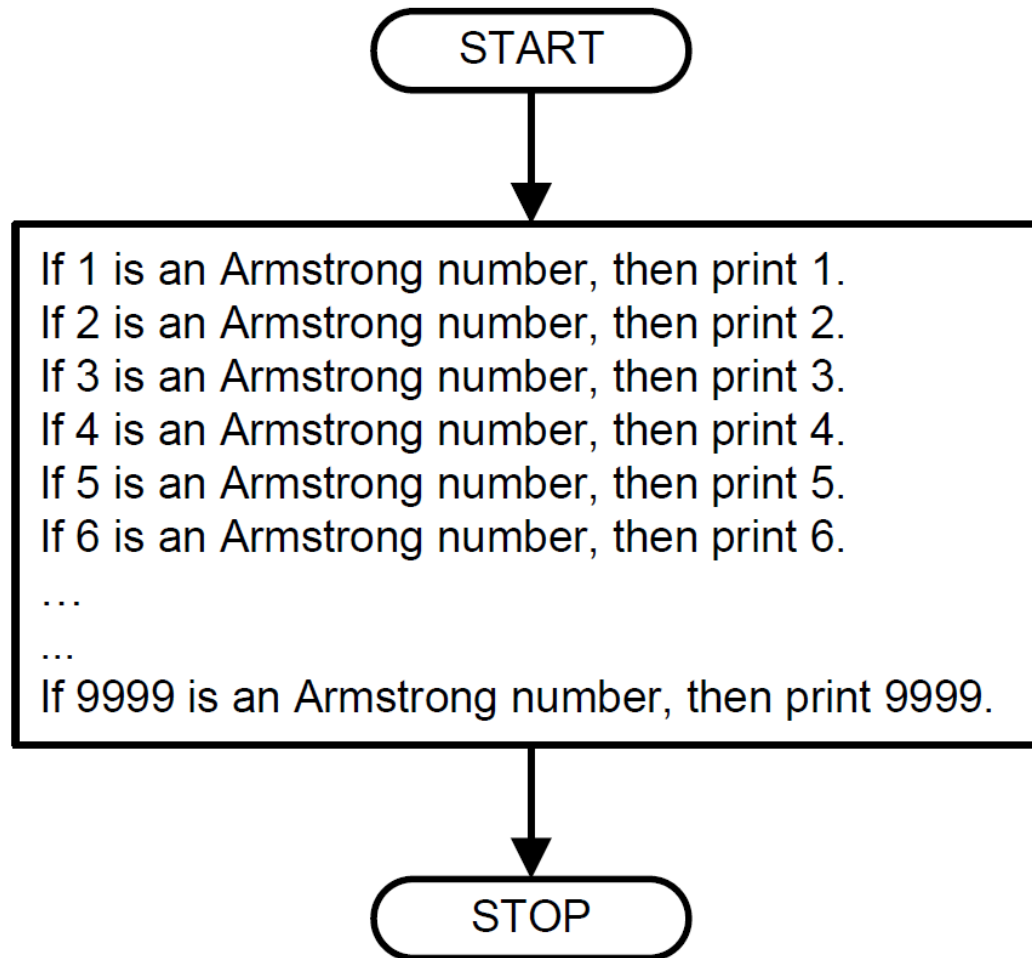 START
If 1 is an Armstrong number, then print 1.
If 2 is an Armstrong number, then print 2.
If 3 is an Armstrong number, then print 3.
If 4 is an Armstrong number, then print 4.
If 5 is an Armstrong number, then print 5.
If 6 is an Armstrong number, then print 6.
…
...
If 9999 is an Armstrong number, then print 9999.
STOP